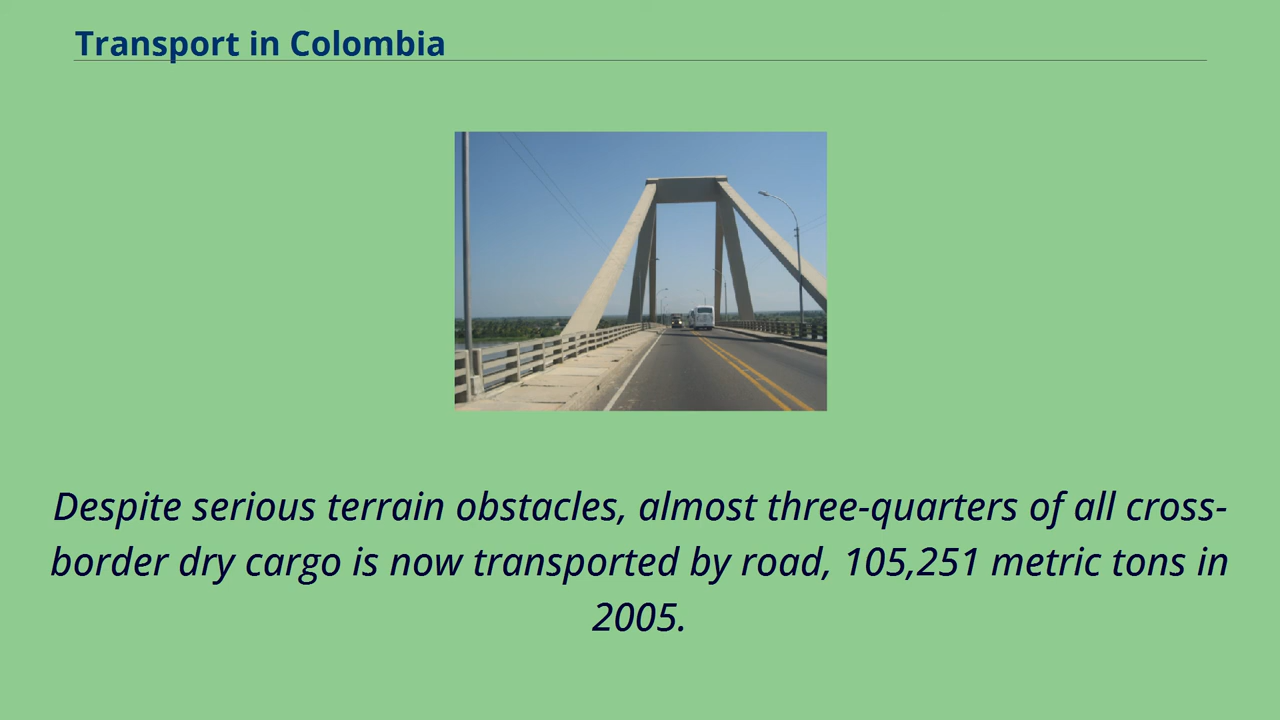 Transport in Colombia
Despite serious terrain obstacles, almost three-quarters of all cross-
border dry cargo is now transported by road, 105,251 metric tons in
2005.